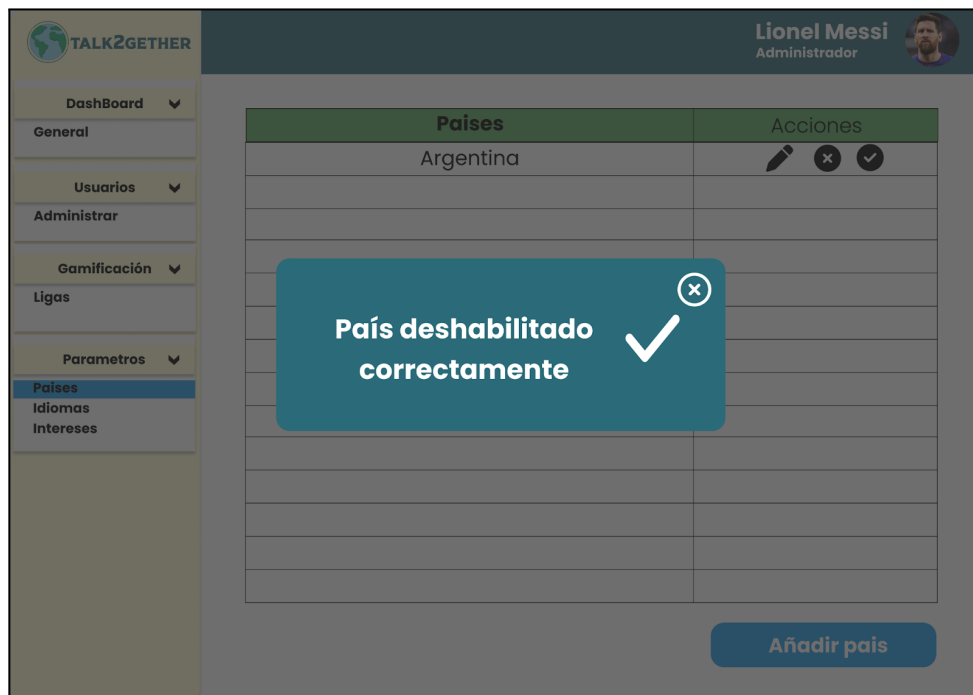 TALK2GETHER
Lionel Messi
Administrador
DashBoard
General
Usuarios
Administrar
Gamificación
Ligas
Parametros
Paises
Idiomas
Intereses
Paises Acciones
Argentina
País deshabilitado
correctamente
Añadir pais